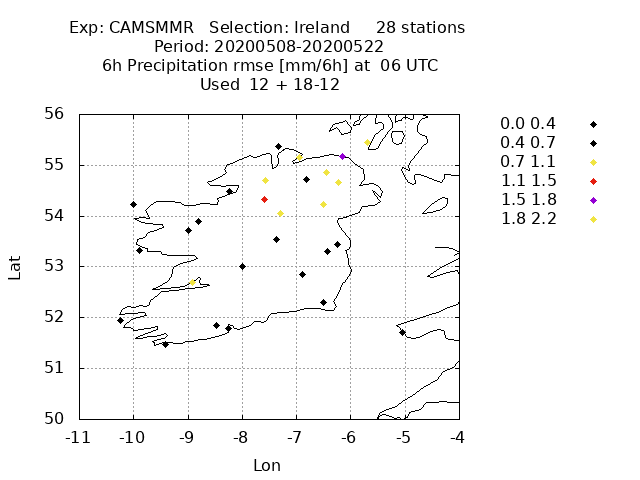 Exp: CAMSMMR   Selection: Ireland     28 stations
Period: 20200508-20200522
6h Precipitation rmse [mm/6h] at  06 UTC
Used  12 + 18-12
56
55
54
53
52
51
50
-11 -10 -9 -8 -7 -6 -5 -4
Lat
Lon
0.0 0.4
0.4 0.7
0.7 1.1
1.1 1.5
1.5 1.8
1.8 2.2